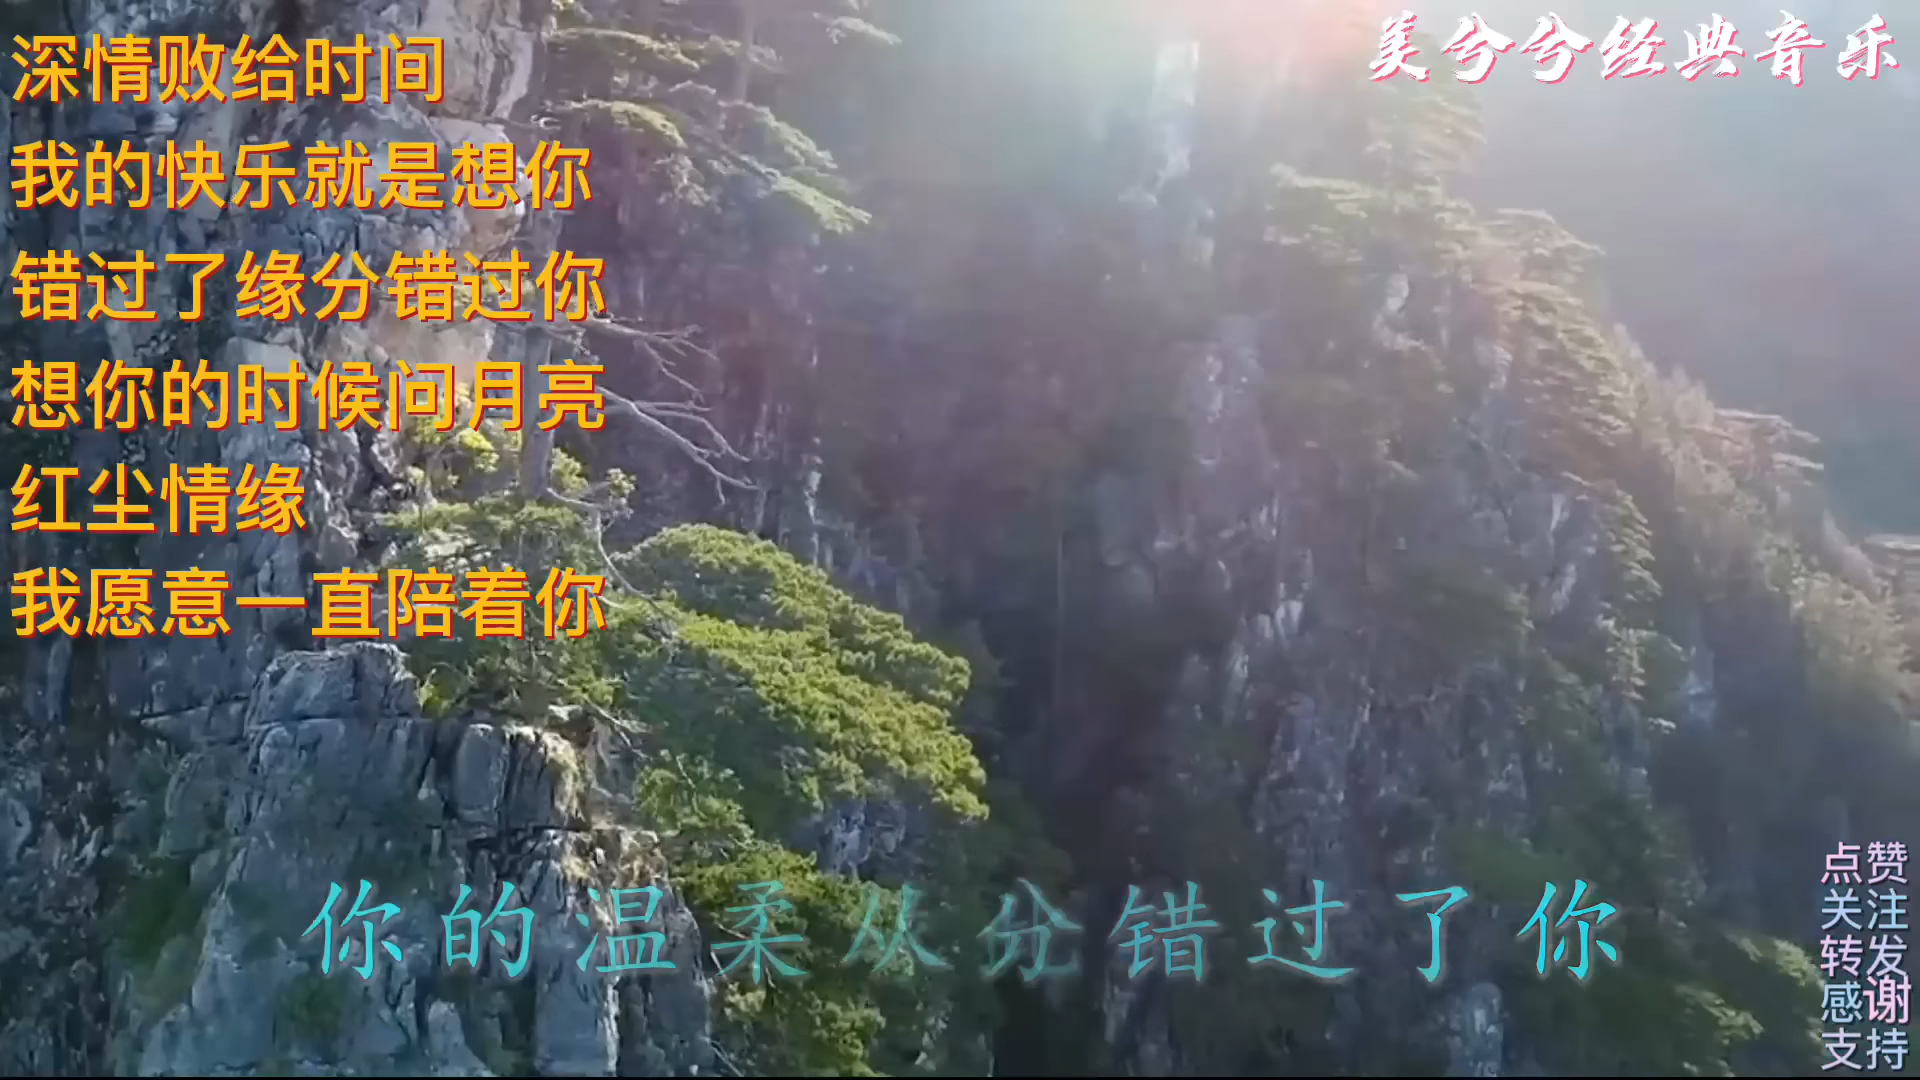 深情败给时间
我的快乐就是想你
错过了缘分错过你
想你的时候问月亮
红尘情缘
我愿意一直陪着你
美兮兮经典音乐
你的温柔从分错过了你
点赞
关注
转发
感谢
支持